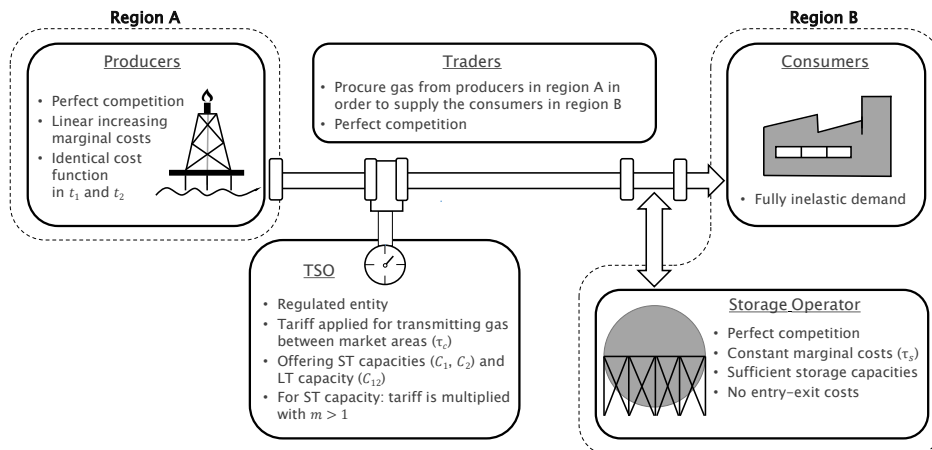 Region A
Region B
Producers
• Perfect competition
• Linear increasing
marginal costs
• Identical cost
function
in t₁ and t₂
Traders
• Procure gas from producers in region A in
order to supply the consumers in region B
• Perfect competition
Consumers
• Fully inelastic demand
TSO
• Regulated entity
• Tariff applied for transmitting gas
between market areas (τ_c)
• Offering ST capacities (C₁, C₂) and
LT capacity (C₁₂)
• For ST capacity: tariff is multiplied
with m > 1
Storage Operator
• Perfect competition
• Constant marginal costs (τₛ)
• Sufficient storage capacities
• No entry-exit costs